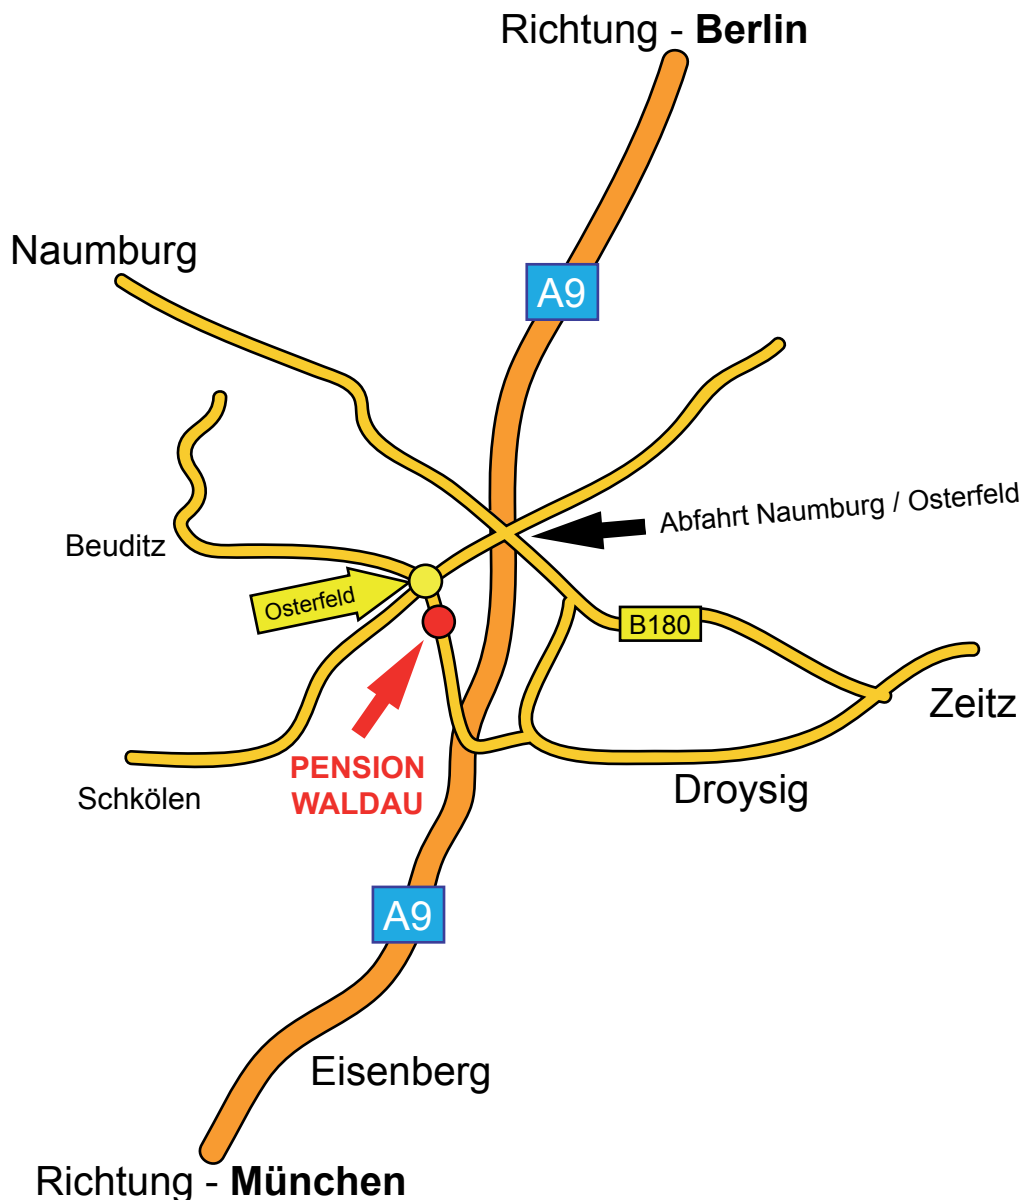 Richtung - Berlin
Naumburg
A9
Abfahrt Naumburg / Osterfeld
Beuditz
Osterfeld
B180
Zeitz
PENSION
WALDAU
Schkölen
Droysig
A9
Eisenberg
Richtung - München